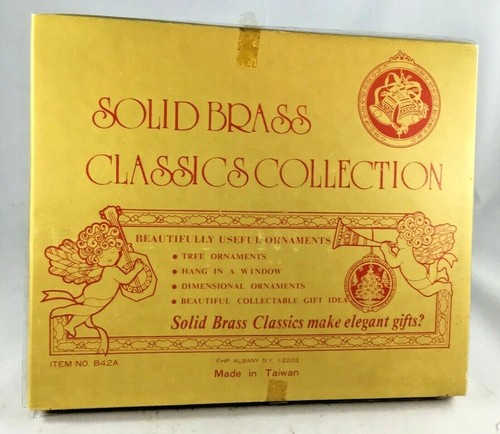 SOLID BRASS
CLASSICS COLLECTION
BEAUTIFULLY USEFUL ORNAMENTS
• TREE ORNAMENTS
• HANG IN A WINDOW
• DIMENSIONAL ORNAMENTS
• BEAUTIFUL COLLECTABLE GIFT IDEA
Solid Brass Classics make elegant gifts?
ITEM NO. B42A
FHP ALBANY N.Y. 12203
Made in Taiwan